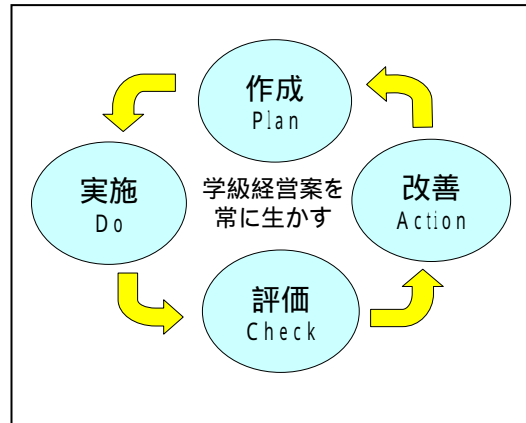 作成
Plan
実施
Do
学級経営案を
常に生かす
改善
Action
評価
Check